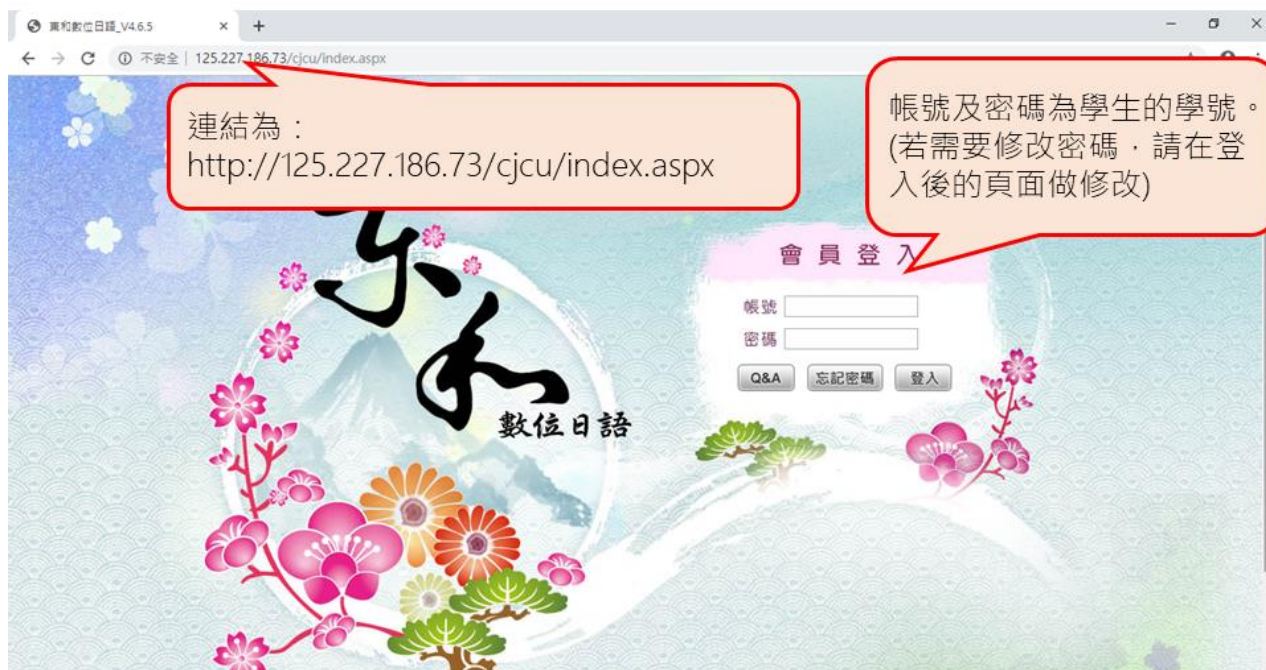 東和數位日語_V4.6.5
不安全 | 125.227.186.73/cjcu/index.aspx
連結為：
http://125.227.186.73/cjcu/index.aspx
帳號及密碼為學生的學號。
(若需要修改密碼，請在登
入後的頁面做修改)
東和
數位日語
會員登入
帳號
密碼
Q&A 忘記密碼 登入